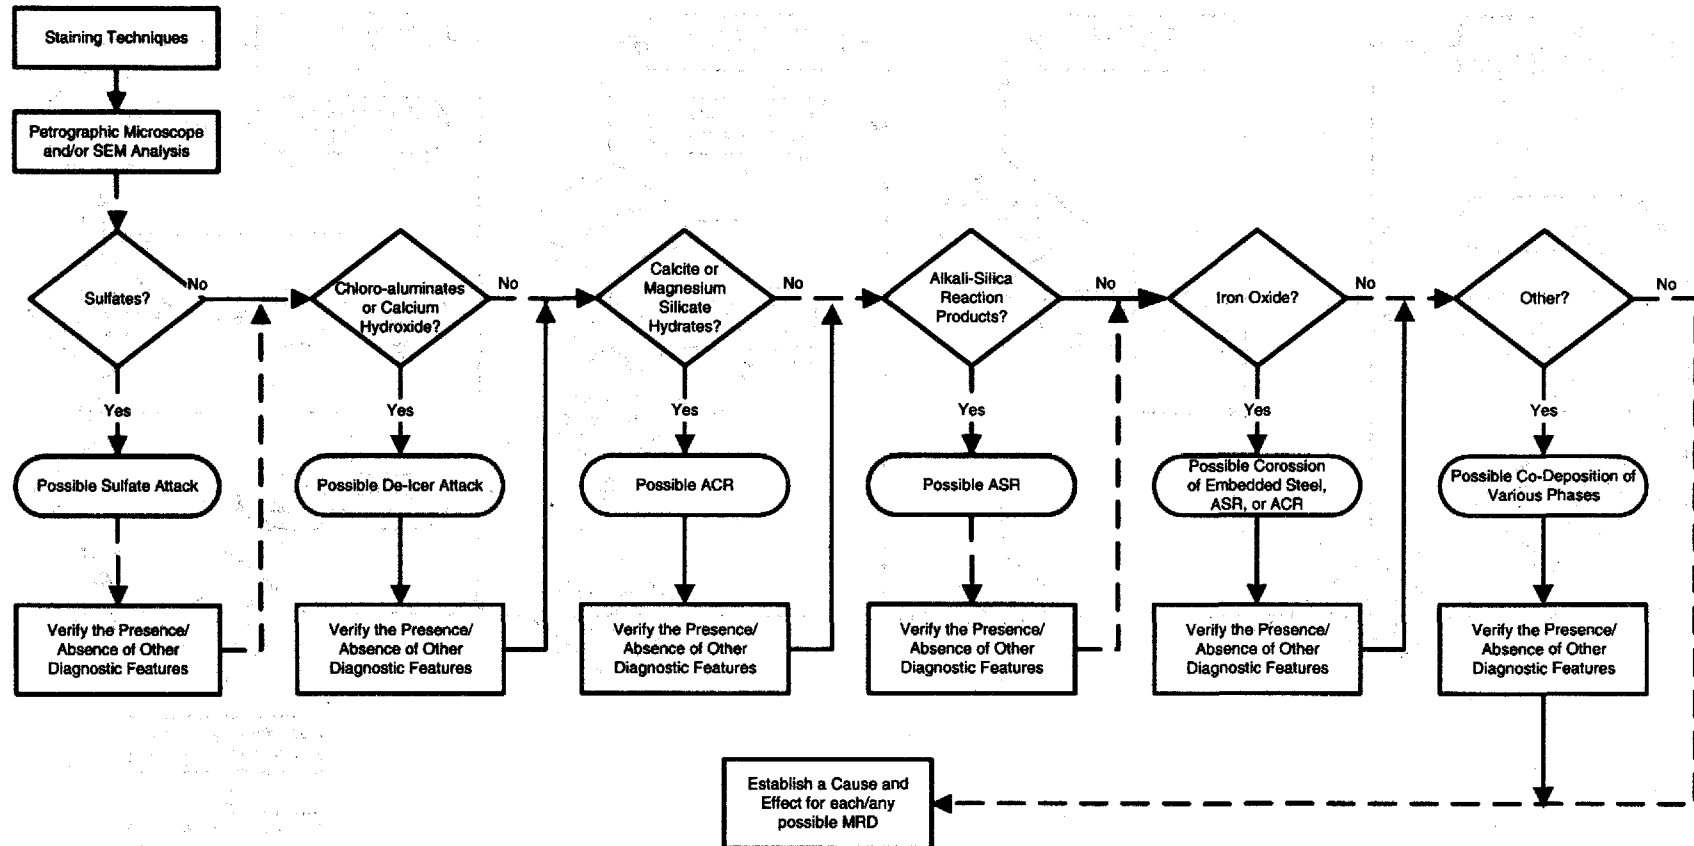 Staining Techniques
Petrographic Microscope
and/or SEM Analysis
Sulfates?
No
Chloro-aluminates
or Calcium
Hydroxide?
No
Calcite or
Magnesium
Silicate
Hydrates?
No
Alkali-Silica
Reaction
Products?
No
Iron Oxide?
No
Other?
No
Yes
Yes
Yes
Yes
Yes
Yes
Possible Sulfate Attack
Possible De-Icer Attack
Possible ACR
Possible ASR
Possible Corossion
of Embedded Steel,
ASR, or ACR
Possible Co-Deposition of
Various Phases
Verify the Presence/
Absence of Other
Diagnostic Features
Verify the Presence/
Absence of Other
Diagnostic Features
Verify the Presence/
Absence of Other
Diagnostic Features
Verify the Presence/
Absence of Other
Diagnostic Features
Verify the Presence/
Absence of Other
Diagnostic Features
Verify the Presence/
Absence of Other
Diagnostic Features
Establish a Cause and
Effect for each/any
possible MRD